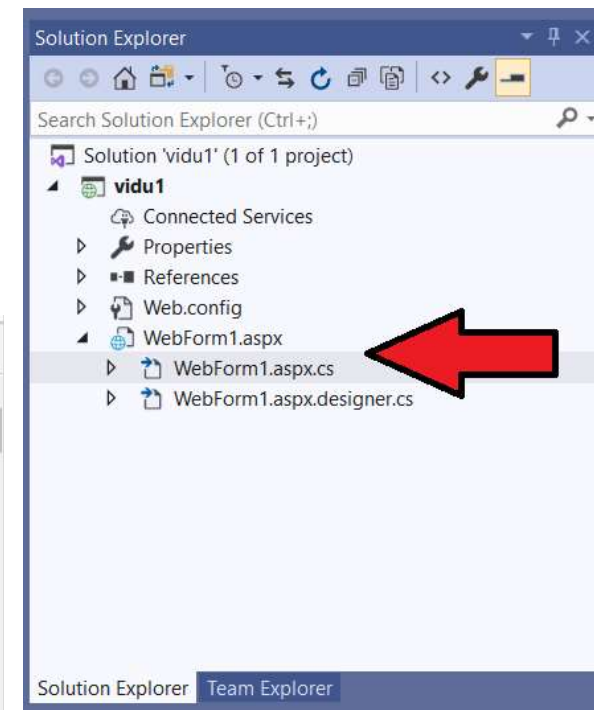 Solution Explorer
Search Solution Explorer (Ctrl+;)
Solution 'vidu1' (1 of 1 project)
vidu1
Connected Services
Properties
References
Web.config
WebForm1.aspx
WebForm1.aspx.cs
WebForm1.aspx.designer.cs
Solution Explorer Team Explorer